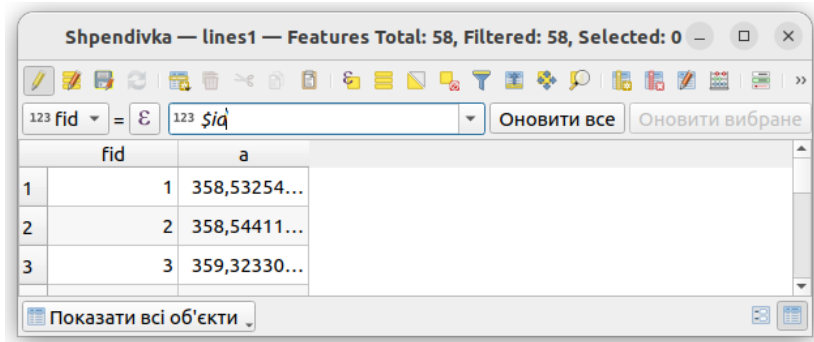 Shpendivka — lines1 — Features Total: 58, Filtered: 58, Selected: 0
123 fid = ε 123 $id Оновити все Оновити вибране
fid a
1 1 358,53254…
2 2 358,54411…
3 3 359,32330…
Показати всі об'єкти